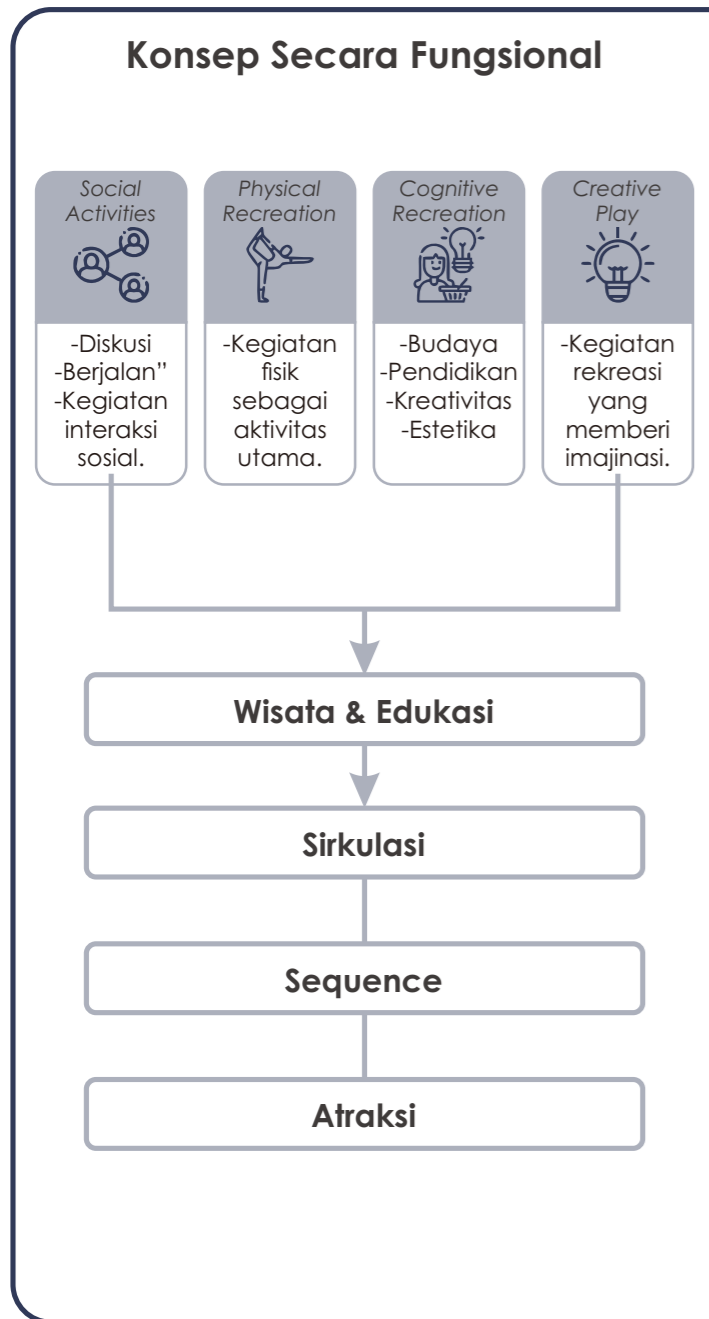 Konsep Secara Fungsional
Social
Activities
-Diskusi
-Berjalan”
-Kegiatan
interaksi
sosial.
Physical
Recreation
-Kegiatan
fisik
sebagai
aktivitas
utama.
Cognitive
Recreation
-Budaya
-Pendidikan
-Kreativitas
-Estetika
Creative
Play
-Kegiatan
rekreasi
yang
memberi
imajinasi.
Wisata & Edukasi
Sirkulasi
Sequence
Atraksi